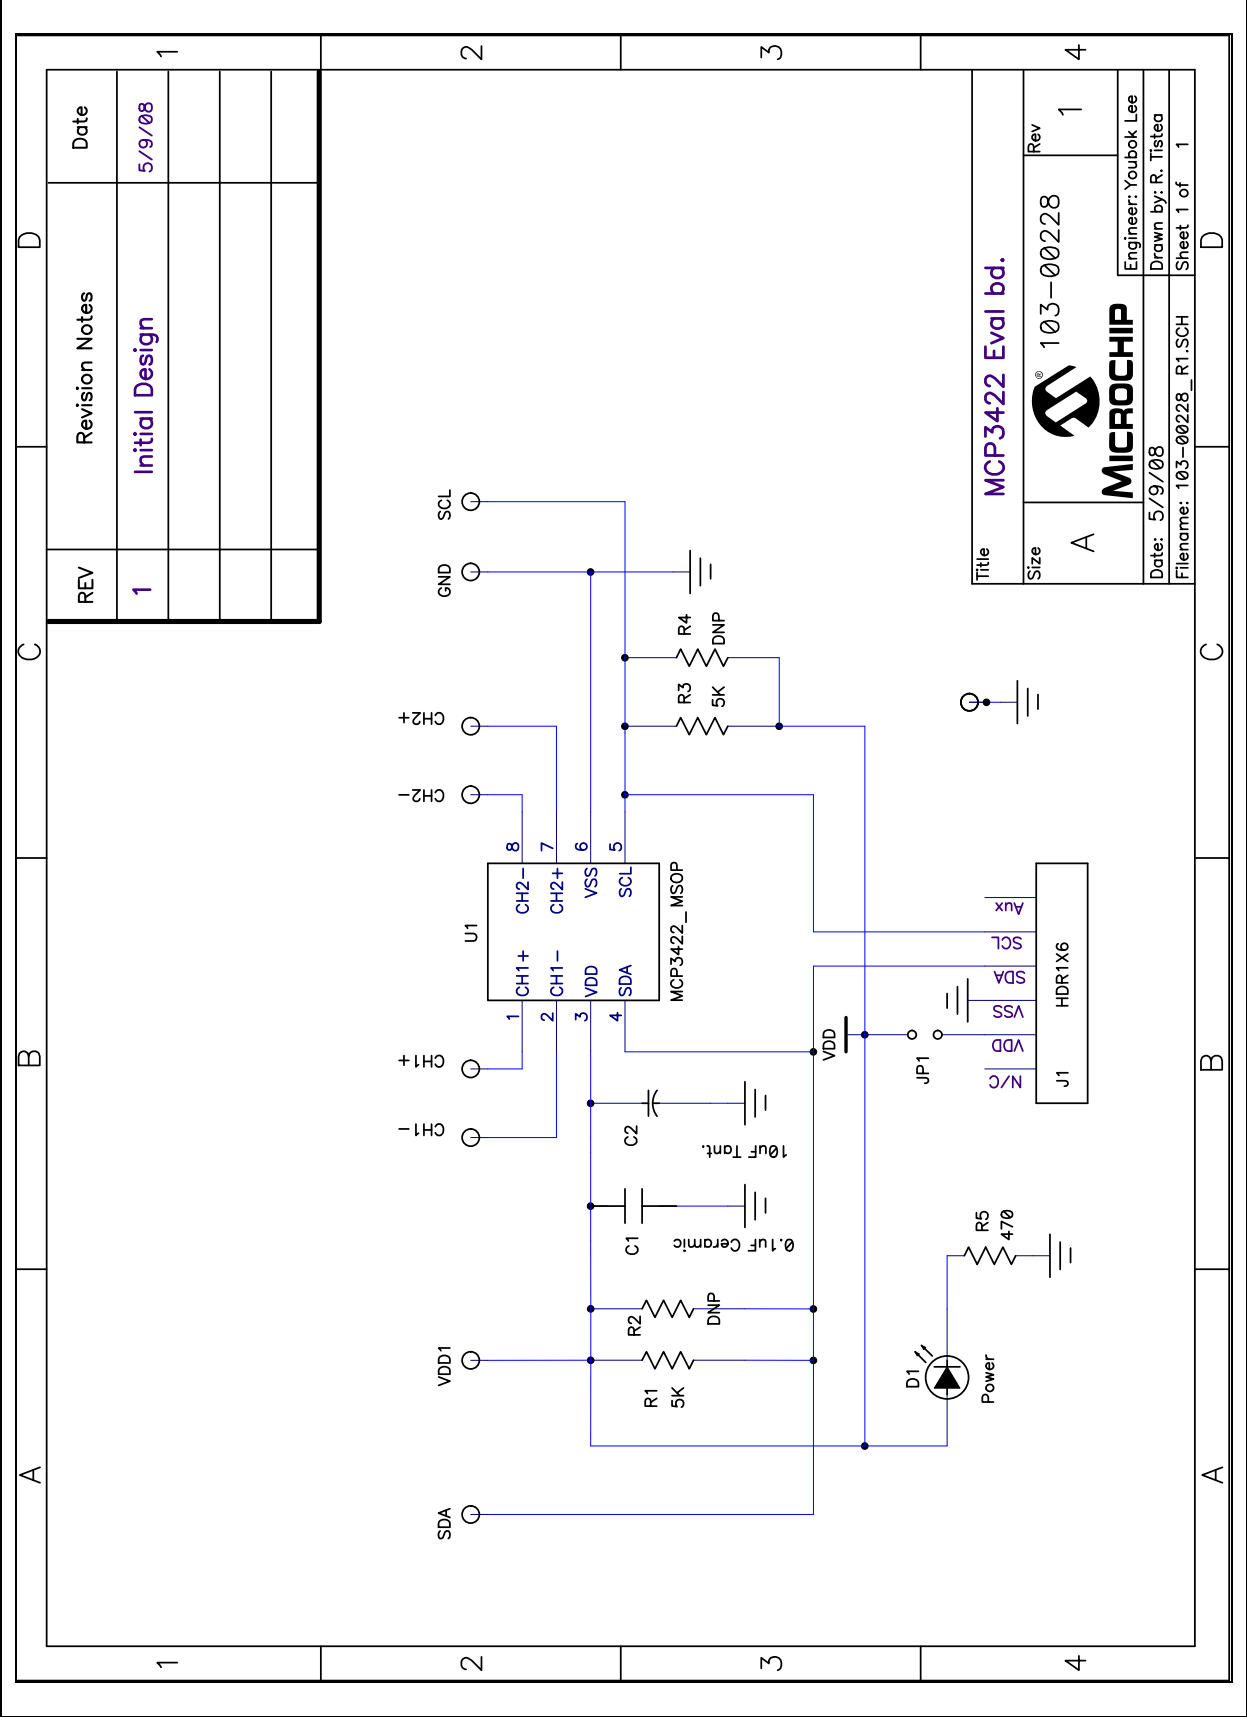 A
B
C
D
1
2
3
4
REV
Revision Notes
Date
1
Initial Design
5/9/08
SDA
VDD1
CH1-
CH1+
CH2-
CH2+
GND
SCL
U1
1
CH1+
CH2-
8
2
CH1-
CH2+
7
3
VDD
VSS
6
4
SDA
SCL
5
MCP3422_MSOP
R1
5K
R2
DNP
C1
0.1uF Ceramic
C2
10uF Tant.
R3
5K
R4
DNP
VDD
JP1
D1
Power
R5
470
N/C
VDD
VSS
SDA
SCL
Aux
J1
HDR1X6
Title
MCP3422 Eval bd.
Size
A
103-00228
Rev
1
®
MICROCHIP
Engineer: Youbok Lee
Date: 5/9/08
Drawn by: R. Tistea
Filename: 103-00228_R1.SCH
Sheet 1 of 1
A
B
C
D
1
2
3
4